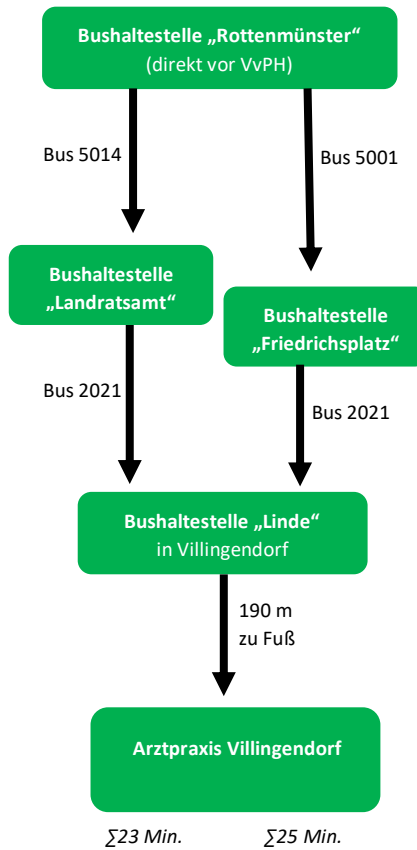 Bushaltestelle „Rottenmünster“
(direkt vor VvPH)
Bus 5014
Bus 5001
Bushaltestelle
„Landratsamt“
Bushaltestelle
„Friedrichsplatz“
Bus 2021
Bus 2021
Bushaltestelle „Linde“
in Villingendorf
190 m
zu Fuß
Arztpraxis Villingendorf
∑23 Min.
∑25 Min.